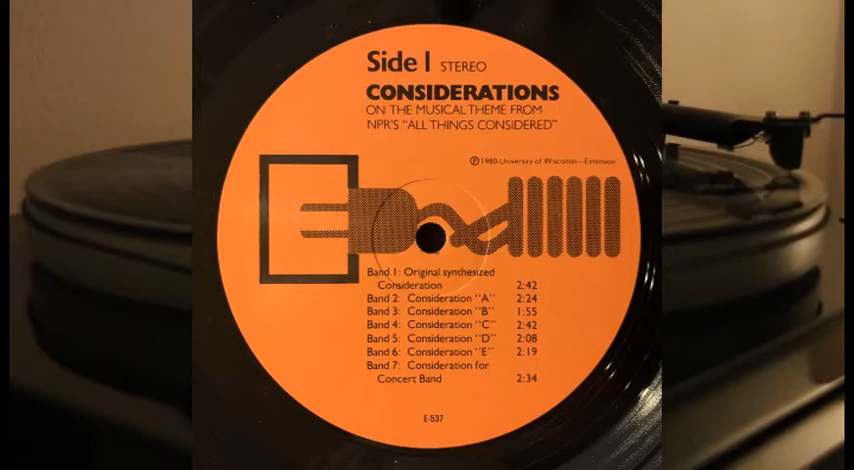 Side 1 STEREO
CONSIDERATIONS
ON THE MUSICAL THEME FROM
NPR'S "ALL THINGS CONSIDERED"
Ⓟ1980-University of Wisconsin—Extension
Band 1: Original synthesized
Consideration 2:42
Band 2: Consideration "A" 2:24
Band 3: Consideration "B" 1:55
Band 4: Consideration "C" 2:42
Band 5: Consideration "D" 2:08
Band 6: Consideration "E" 2:19
Band 7: Consideration for
Concert Band 2:34
E-537